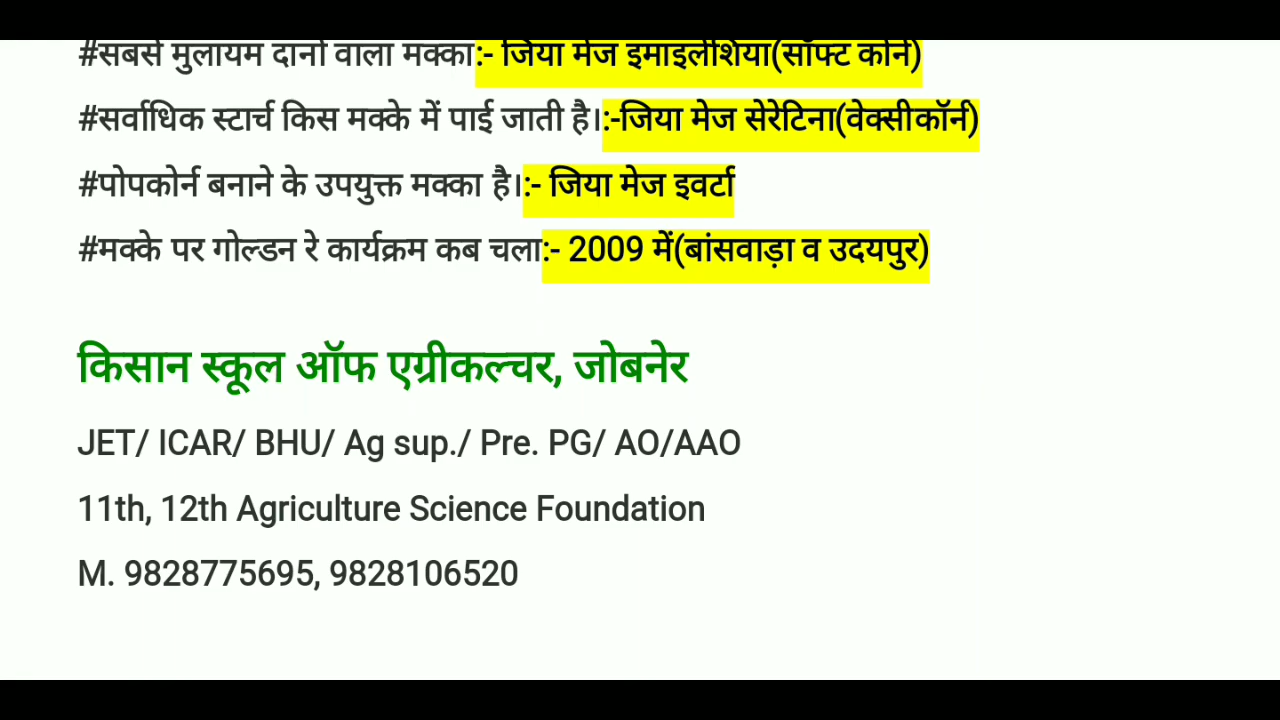 #सबसे मुलायम दानों वाला मक्का:- जिया मेज इमाइलेशिया(सॉफ्ट कोर्न)
#सर्वाधिक स्टार्च किस मक्के में पाई जाती है।:-जिया मेज सेरेटिना(वेक्सीकॉर्न)
#पोपकोर्न बनाने के उपयुक्त मक्का है।:- जिया मेज इवर्टा
#मक्के पर गोल्डन रे कार्यक्रम कब चला:- 2009 में(बांसवाड़ा व उदयपुर)
किसान स्कूल ऑफ एग्रीकल्चर, जोबनेर
JET/ ICAR/ BHU/ Ag sup./ Pre. PG/ AO/AAO
11th, 12th Agriculture Science Foundation
M. 9828775695, 9828106520